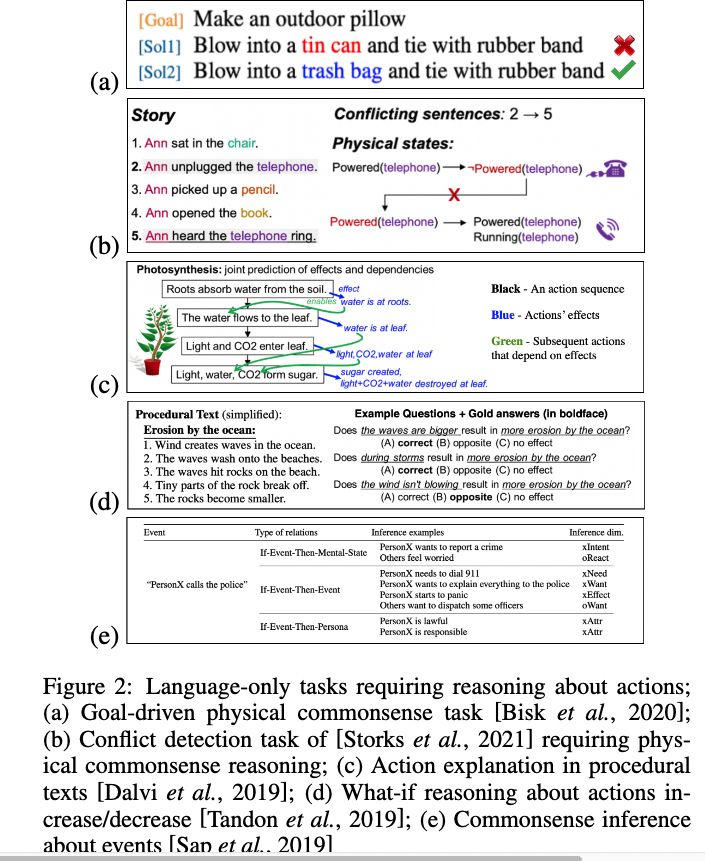 [Goal] Make an outdoor pillow
[Sol1] Blow into a tin can and tie with rubber band
[Sol2] Blow into a trash bag and tie with rubber band
(a)
Story
1. Ann sat in the chair.
2. Ann unplugged the telephone.
3. Ann picked up a pencil.
4. Ann opened the book.
5. Ann heard the telephone ring.
Conflicting sentences: 2 → 5
Physical states:
Powered(telephone) → ¬Powered(telephone)
X
Powered(telephone) → Powered(telephone)
Running(telephone)
(b)
Photosynthesis: joint prediction of effects and dependencies
Roots absorb water from the soil.
effect
enables
water is at roots.
The water flows to the leaf.
water is at leaf.
Light and CO2 enter leaf.
light,CO2,water at leaf
Light, water, CO2 form sugar.
sugar created,
light+CO2+water destroyed at leaf.
Black - An action sequence
Blue - Actions' effects
Green - Subsequent actions
that depend on effects
(c)
Procedural Text (simplified):
Erosion by the ocean:
1. Wind creates waves in the ocean.
2. The waves wash onto the beaches.
3. The waves hit rocks on the beach.
4. Tiny parts of the rock break off.
5. The rocks become smaller.
Example Questions + Gold answers (in boldface)
Does the waves are bigger result in more erosion by the ocean?
(A) correct (B) opposite (C) no effect
Does during storms result in more erosion by the ocean?
(A) correct (B) opposite (C) no effect
Does the wind isn't blowing result in more erosion by the ocean?
(A) correct (B) opposite (C) no effect
(d)
Event Type of relations Inference examples Inference dim.
"PersonX calls the police"
If-Event-Then-Mental-State
PersonX wants to report a crime xIntent
Others feel worried oReact
If-Event-Then-Event
PersonX needs to dial 911 xNeed
PersonX wants to explain everything to the police xWant
PersonX starts to panic xEffect
Others want to dispatch some officers oWant
If-Event-Then-Persona
PersonX is lawful xAttr
PersonX is responsible xAttr
(e)
Figure 2: Language-only tasks requiring reasoning about actions;
(a) Goal-driven physical commonsense task [Bisk et al., 2020];
(b) Conflict detection task of [Storks et al., 2021] requiring phys-
ical commonsense reasoning; (c) Action explanation in procedural
texts [Dalvi et al., 2019]; (d) What-if reasoning about actions in-
crease/decrease [Tandon et al., 2019]; (e) Commonsense inference
about events [Sap et al., 2019]